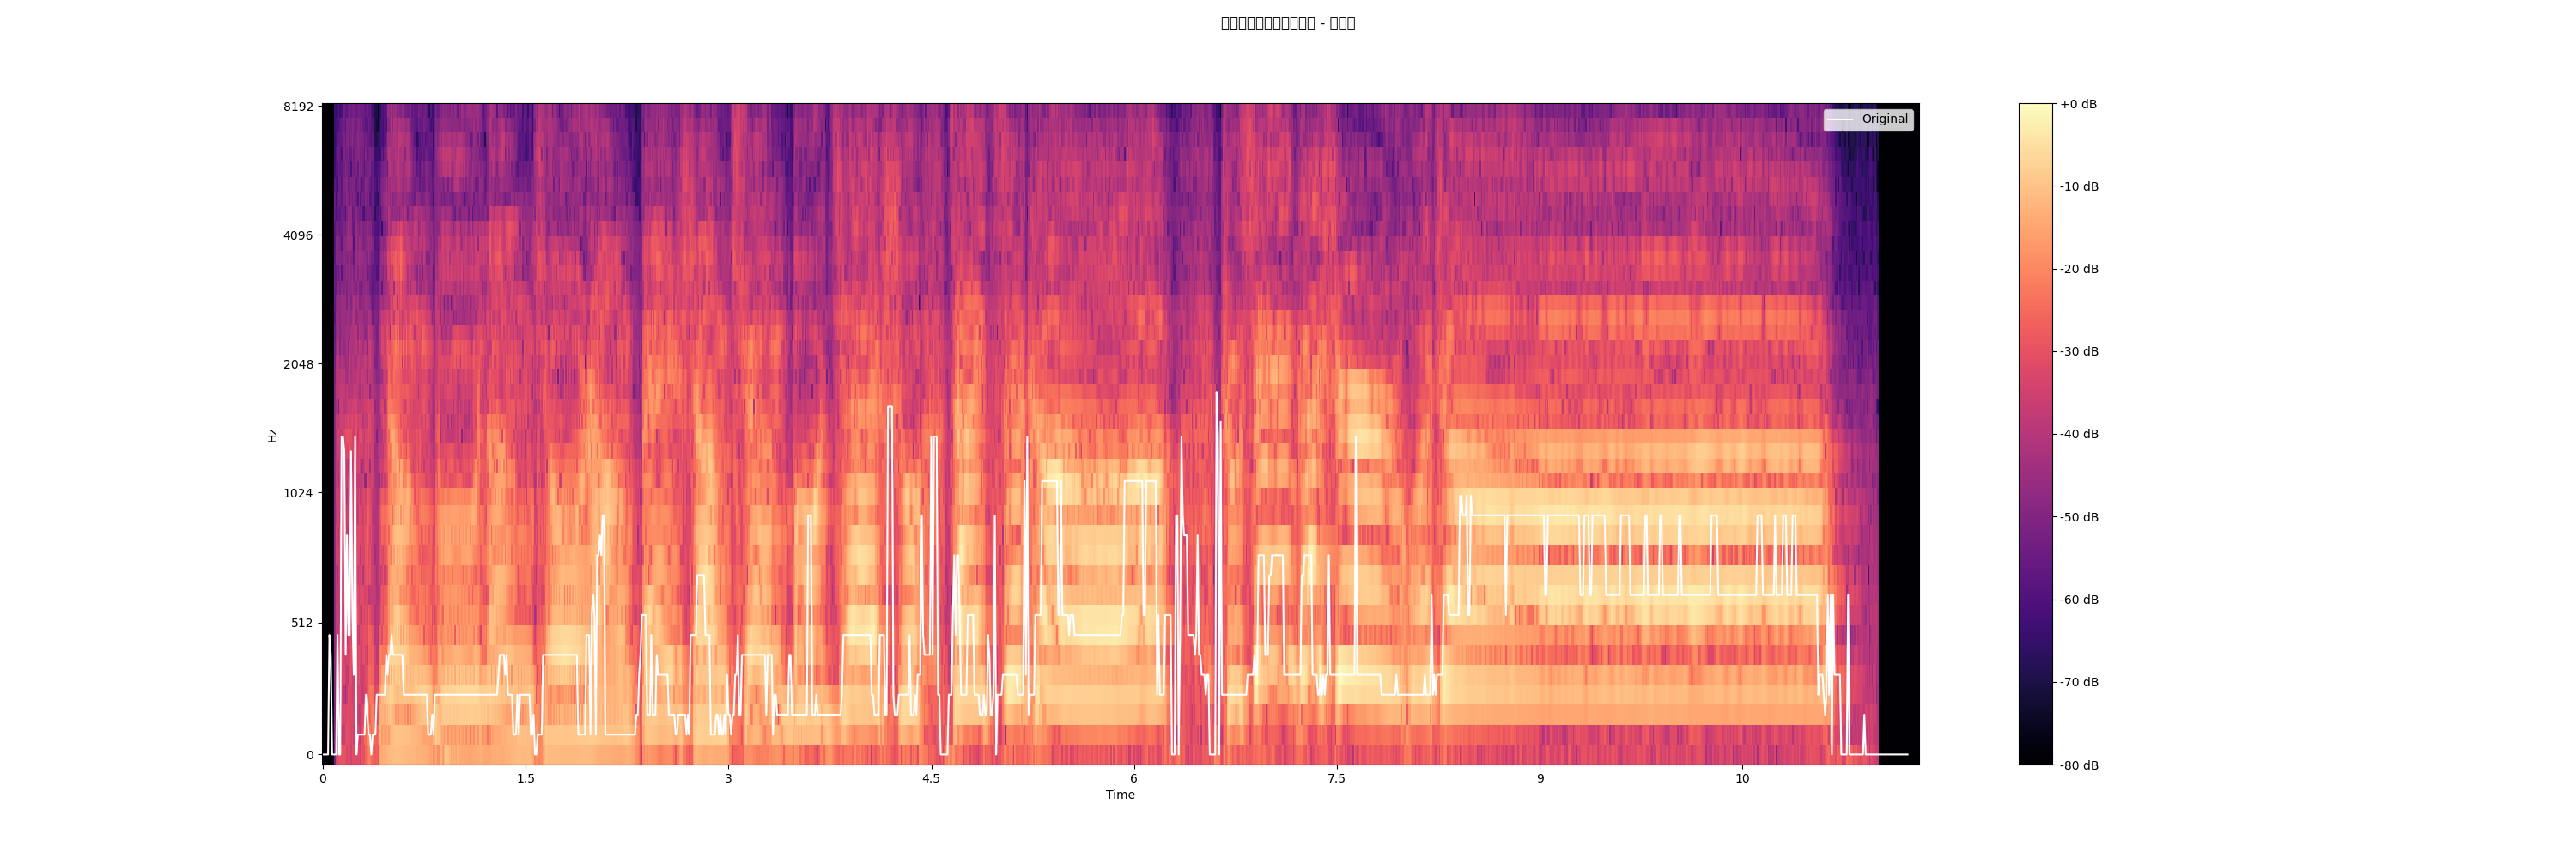 Original
8192
4096
2048
1024
512
0
Hz
0 1.5 3 4.5 6 7.5 9 10
Time
+0 dB
-10 dB
-20 dB
-30 dB
-40 dB
-50 dB
-60 dB
-70 dB
-80 dB